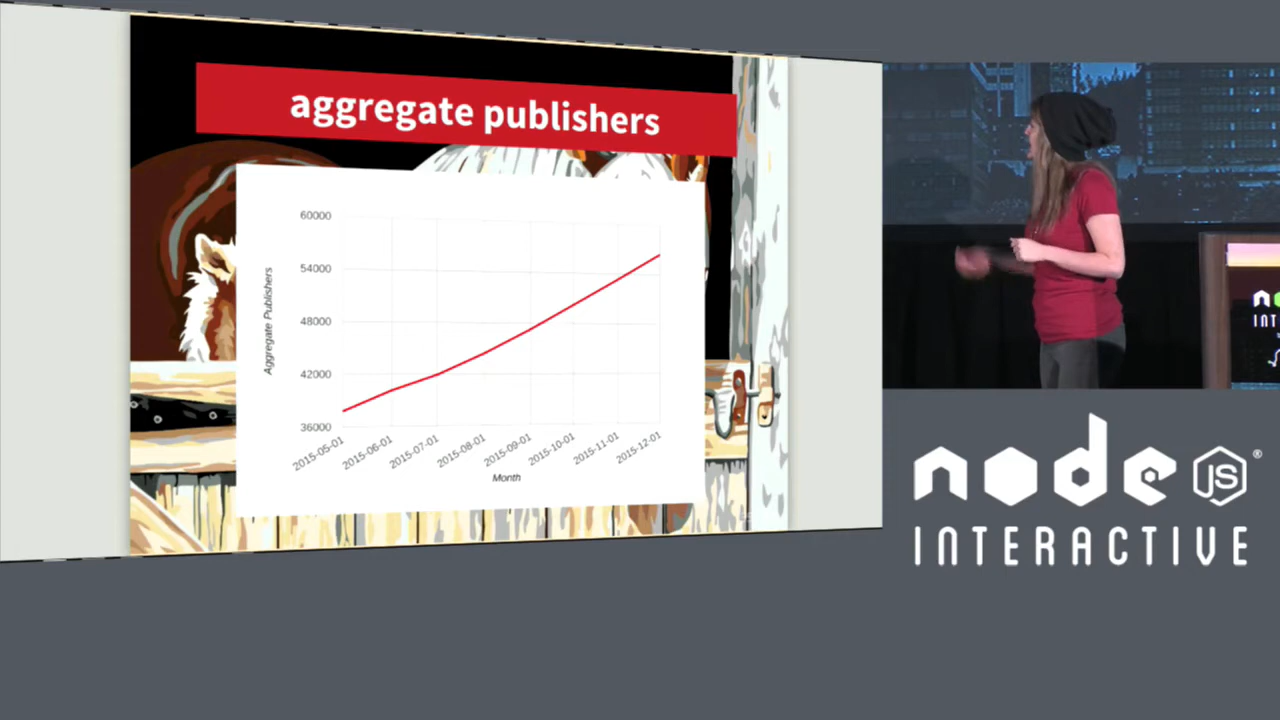 aggregate publishers
60000
54000
48000
42000
36000
Aggregate Publishers
2015-05-01
2015-06-01
2015-07-01
2015-08-01
2015-09-01
2015-10-01
2015-11-01
2015-12-01
Month
node JS ®
INTERACTIVE